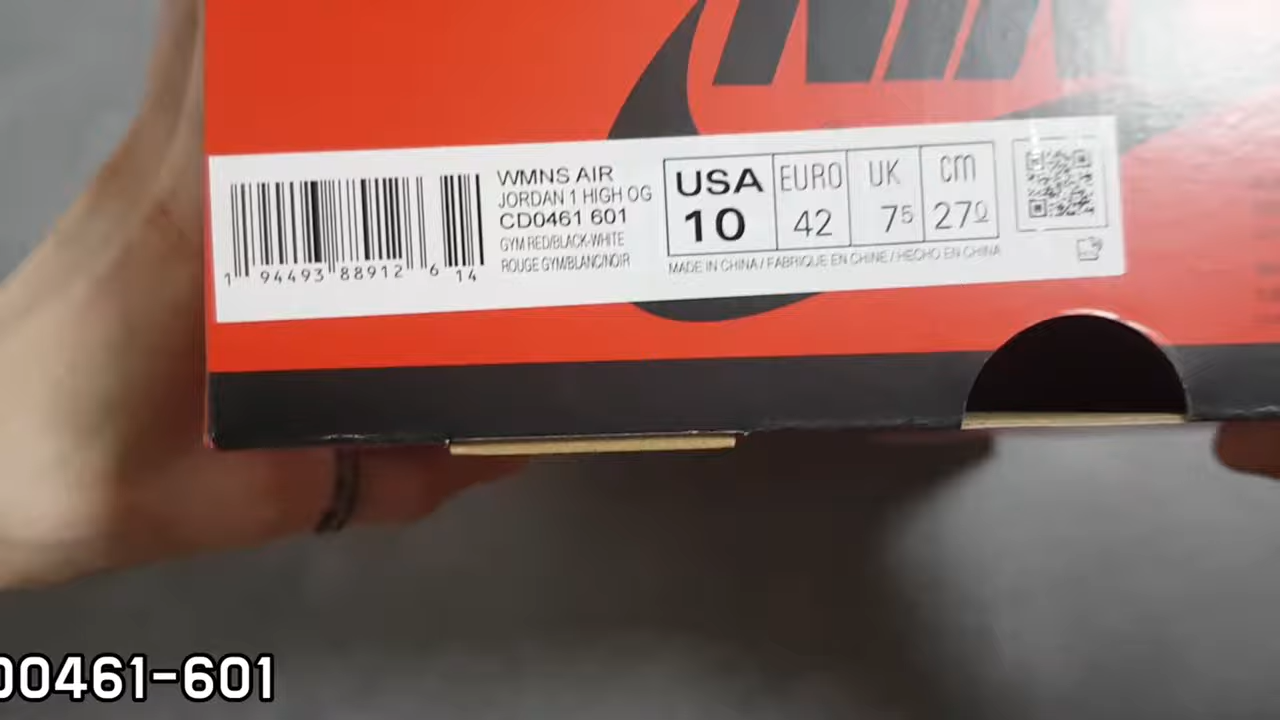 WMNS AIR
JORDAN 1 HIGH OG
CD0461 601
GYM RED/BLACK-WHITE
ROUGE GYM/BLANC/NOIR
1 94493 88912 6 14
USA EURO UK cm
10 42 75 270
MADE IN CHINA / FABRIQUE EN CHINE / HECHO EN CHINA
00461-601